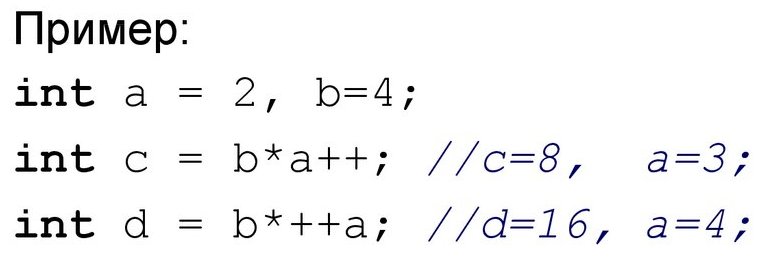 Пример:
int a = 2, b=4;
int c = b*a++; //c=8, a=3;
int d = b*++a; //d=16, a=4;